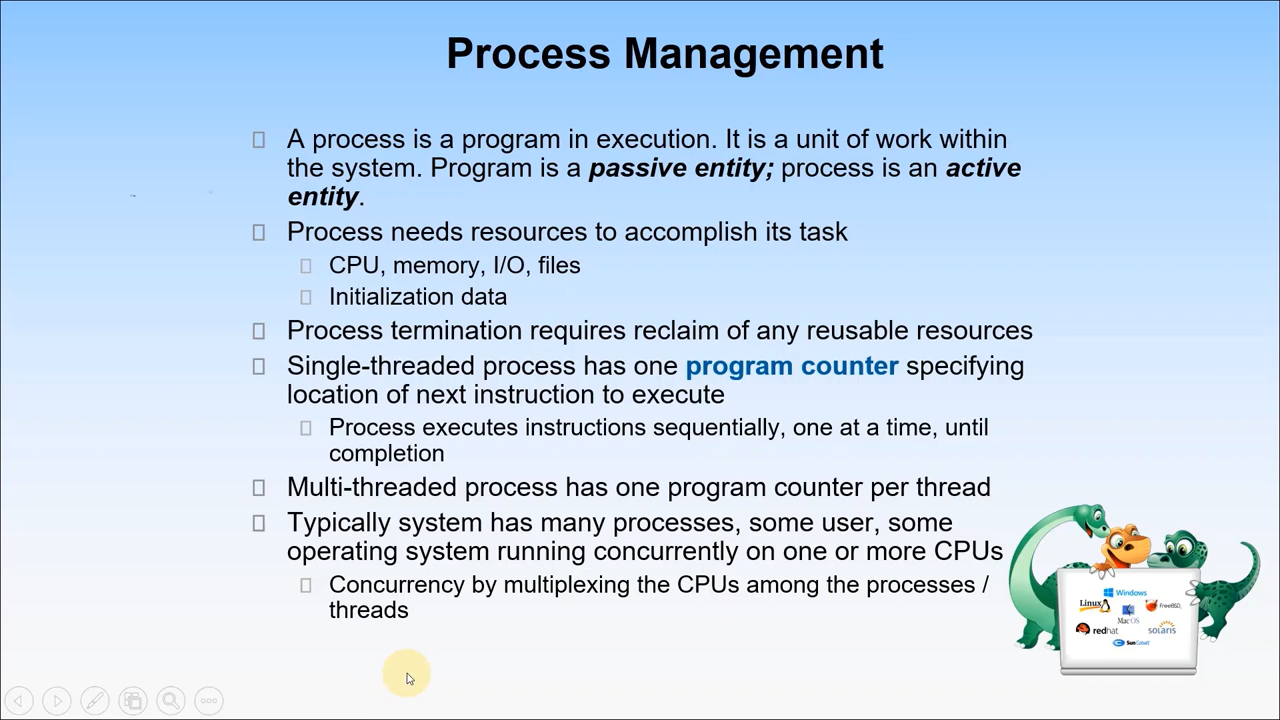 Process Management
A process is a program in execution. It is a unit of work within
the system. Program is a passive entity; process is an active
entity.
Process needs resources to accomplish its task
CPU, memory, I/O, files
Initialization data
Process termination requires reclaim of any reusable resources
Single-threaded process has one program counter specifying
location of next instruction to execute
Process executes instructions sequentially, one at a time, until
completion
Multi-threaded process has one program counter per thread
Typically system has many processes, some user, some
operating system running concurrently on one or more CPUs
Concurrency by multiplexing the CPUs among the processes /
threads
Windows
Linux
FreeBSD
Mac OS
redhat
solaris
Sun Cobalt